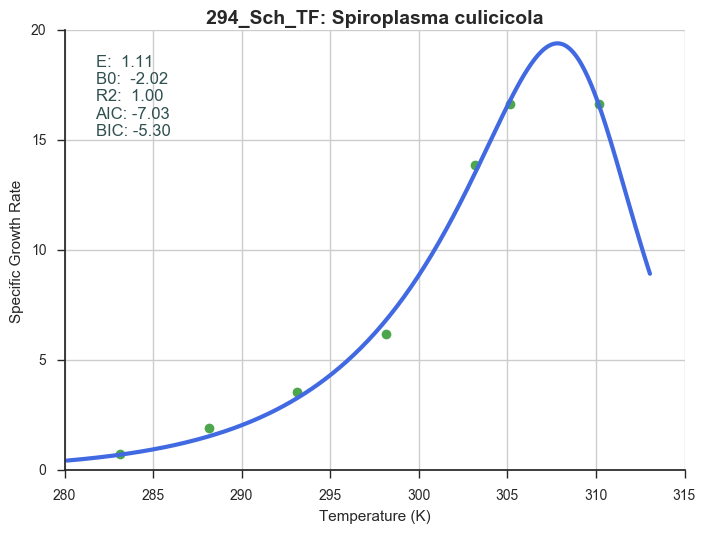 294_Sch_TF: Spiroplasma culicicola
E:  1.11
B0:  -2.02
R2:  1.00
AIC: -7.03
BIC: -5.30
Specific Growth Rate
20
15
10
5
0
280 285 290 295 300 305 310 315
Temperature (K)